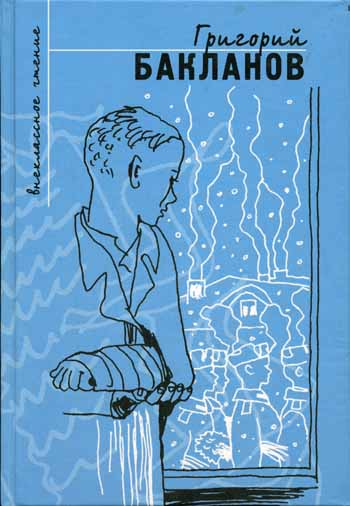 Григорий
БАКЛАНОВ
внеклассное чтение